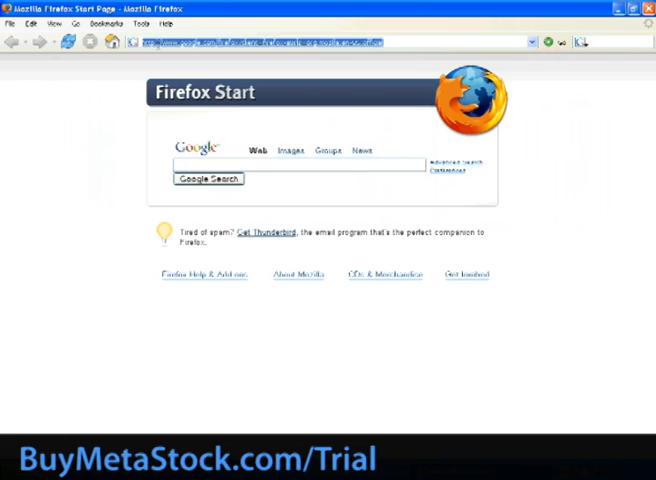 Mozilla Firefox Start Page - Mozilla Firefox
File Edit View Go Bookmarks Tools Help
Firefox Start
Google
Web Images Groups News
Advanced Search
Preferences
Google Search
Tired of spam? Get Thunderbird, the email program that's the perfect companion to
Firefox.
Firefox Help & Add-ons About Mozilla CDs & Merchandise Get Involved
BuyMetaStock.com/Trial